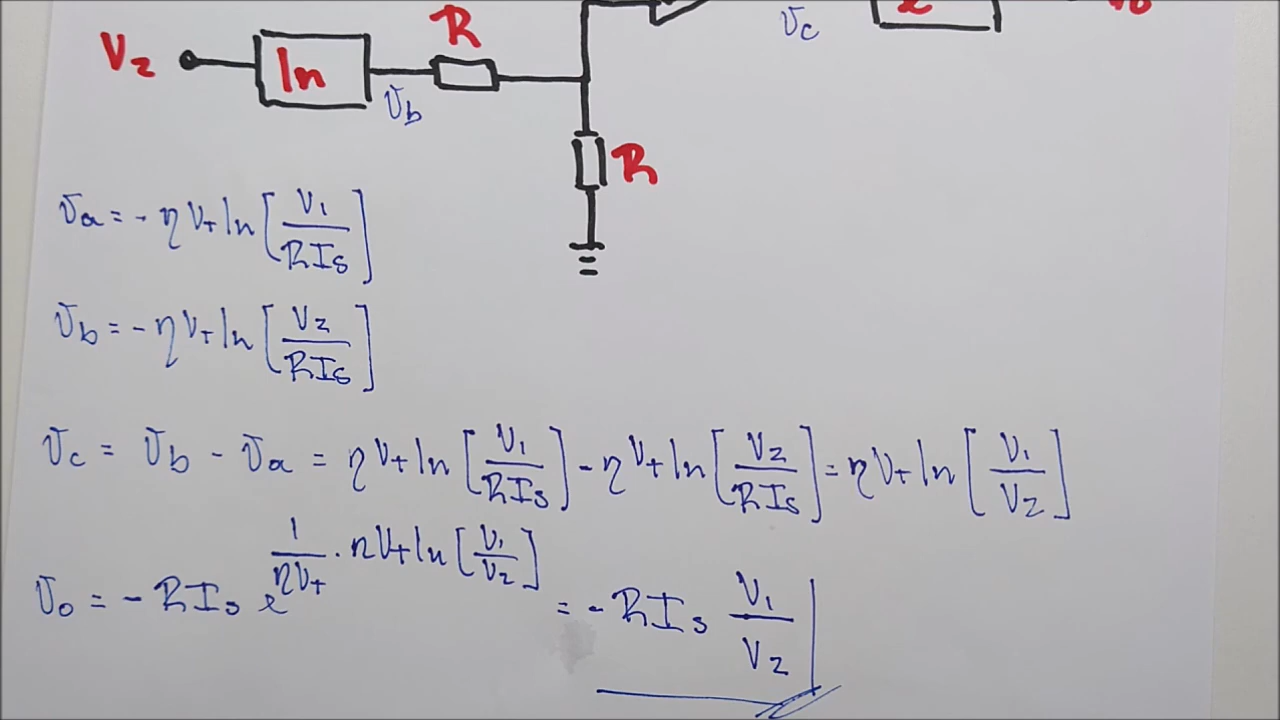 R
V2 ln
vb
vc
R
va = - ηVT ln [V1 / RIs]
vb = - ηVT ln [V2 / RIs]
vc = vb - va = ηVT ln [V1 / RIs] - ηVT ln [V2 / RIs] = ηVT ln [V1 / V2]
vo = - RIs e^(1/ηVT · ηVT ln [V1/V2]) = - RIs V1 / V2